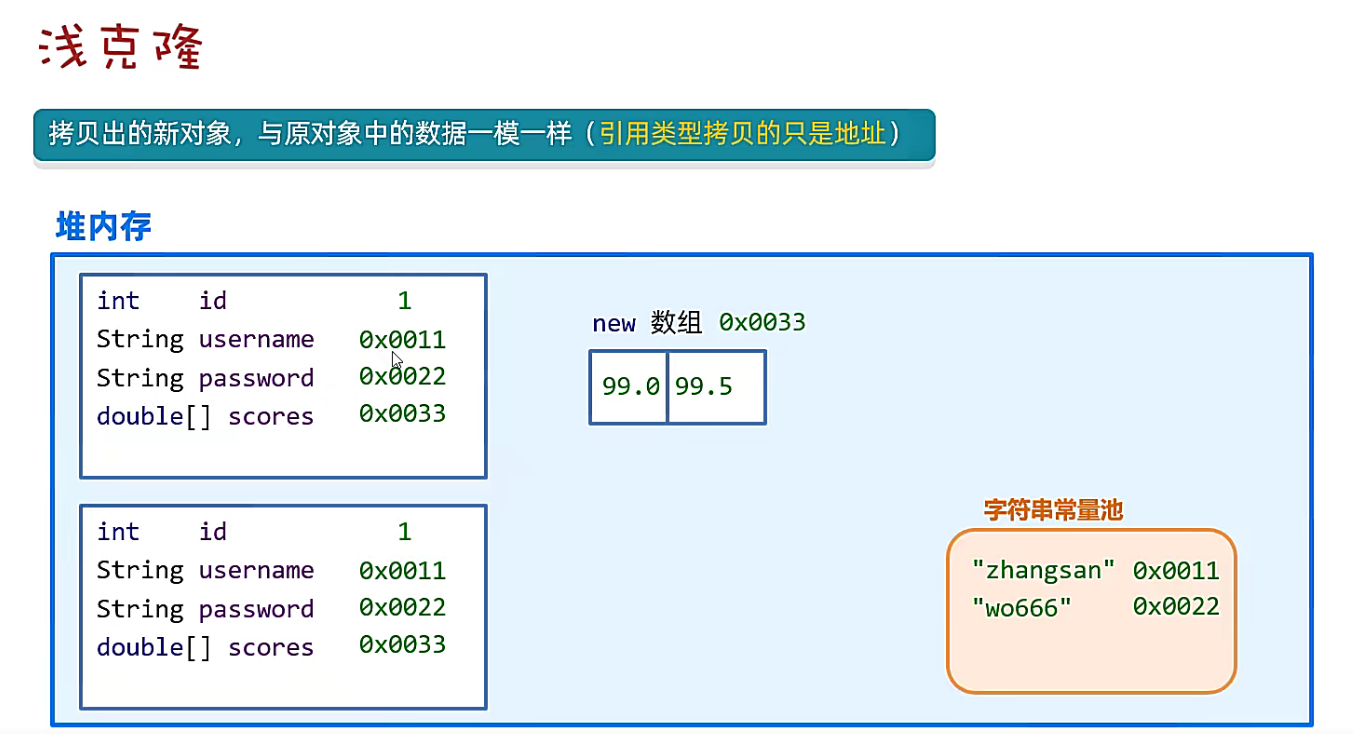 浅克隆
拷贝出的新对象，与原对象中的数据一模一样（引用类型拷贝的只是地址）
堆内存
int id 1
String username 0x0011
String password 0x0022
double[] scores 0x0033
new 数组 0x0033
99.0 99.5
int id 1
String username 0x0011
String password 0x0022
double[] scores 0x0033
字符串常量池
"zhangsan" 0x0011
"wo666" 0x0022